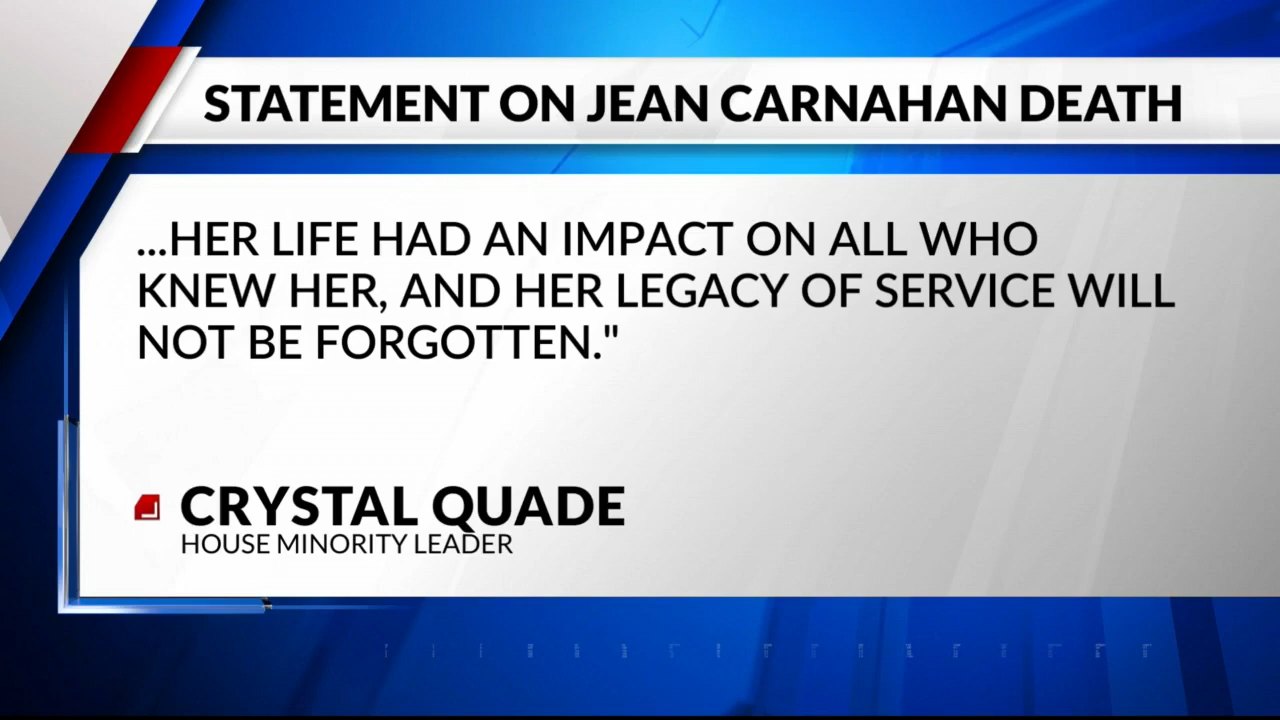 STATEMENT ON JEAN CARNAHAN DEATH
...HER LIFE HAD AN IMPACT ON ALL WHO
KNEW HER, AND HER LEGACY OF SERVICE WILL
NOT BE FORGOTTEN."
CRYSTAL QUADE
HOUSE MINORITY LEADER